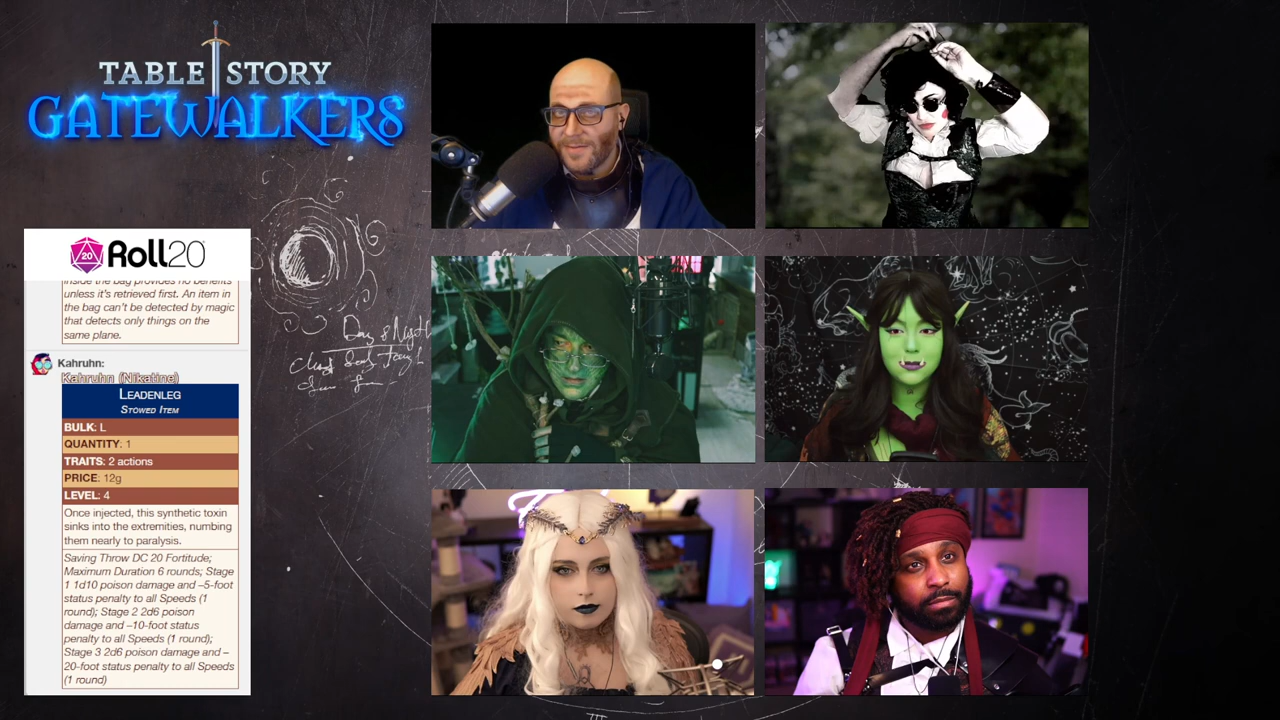 TABLE STORY
GATEWALKERS
20
Roll20
inside the bag provides no benefits
unless it's retrieved first. An item in
the bag can't be detected by magic
that detects only things on the
same plane.
Kahruhn:
Kahruhn (Nikatine)
LEADENLEG
STOWED ITEM
BULK: L
QUANTITY: 1
TRAITS: 2 actions
PRICE: 12g
LEVEL: 4
Once injected, this synthetic toxin
sinks into the extremities, numbing
them nearly to paralysis.
Saving Throw DC 20 Fortitude;
Maximum Duration 6 rounds; Stage
1 1d10 poison damage and –5-foot
status penalty to all Speeds (1
round); Stage 2 2d6 poison
damage and –10-foot status
penalty to all Speeds (1 round);
Stage 3 2d6 poison damage and –
20-foot status penalty to all Speeds
(1 round)